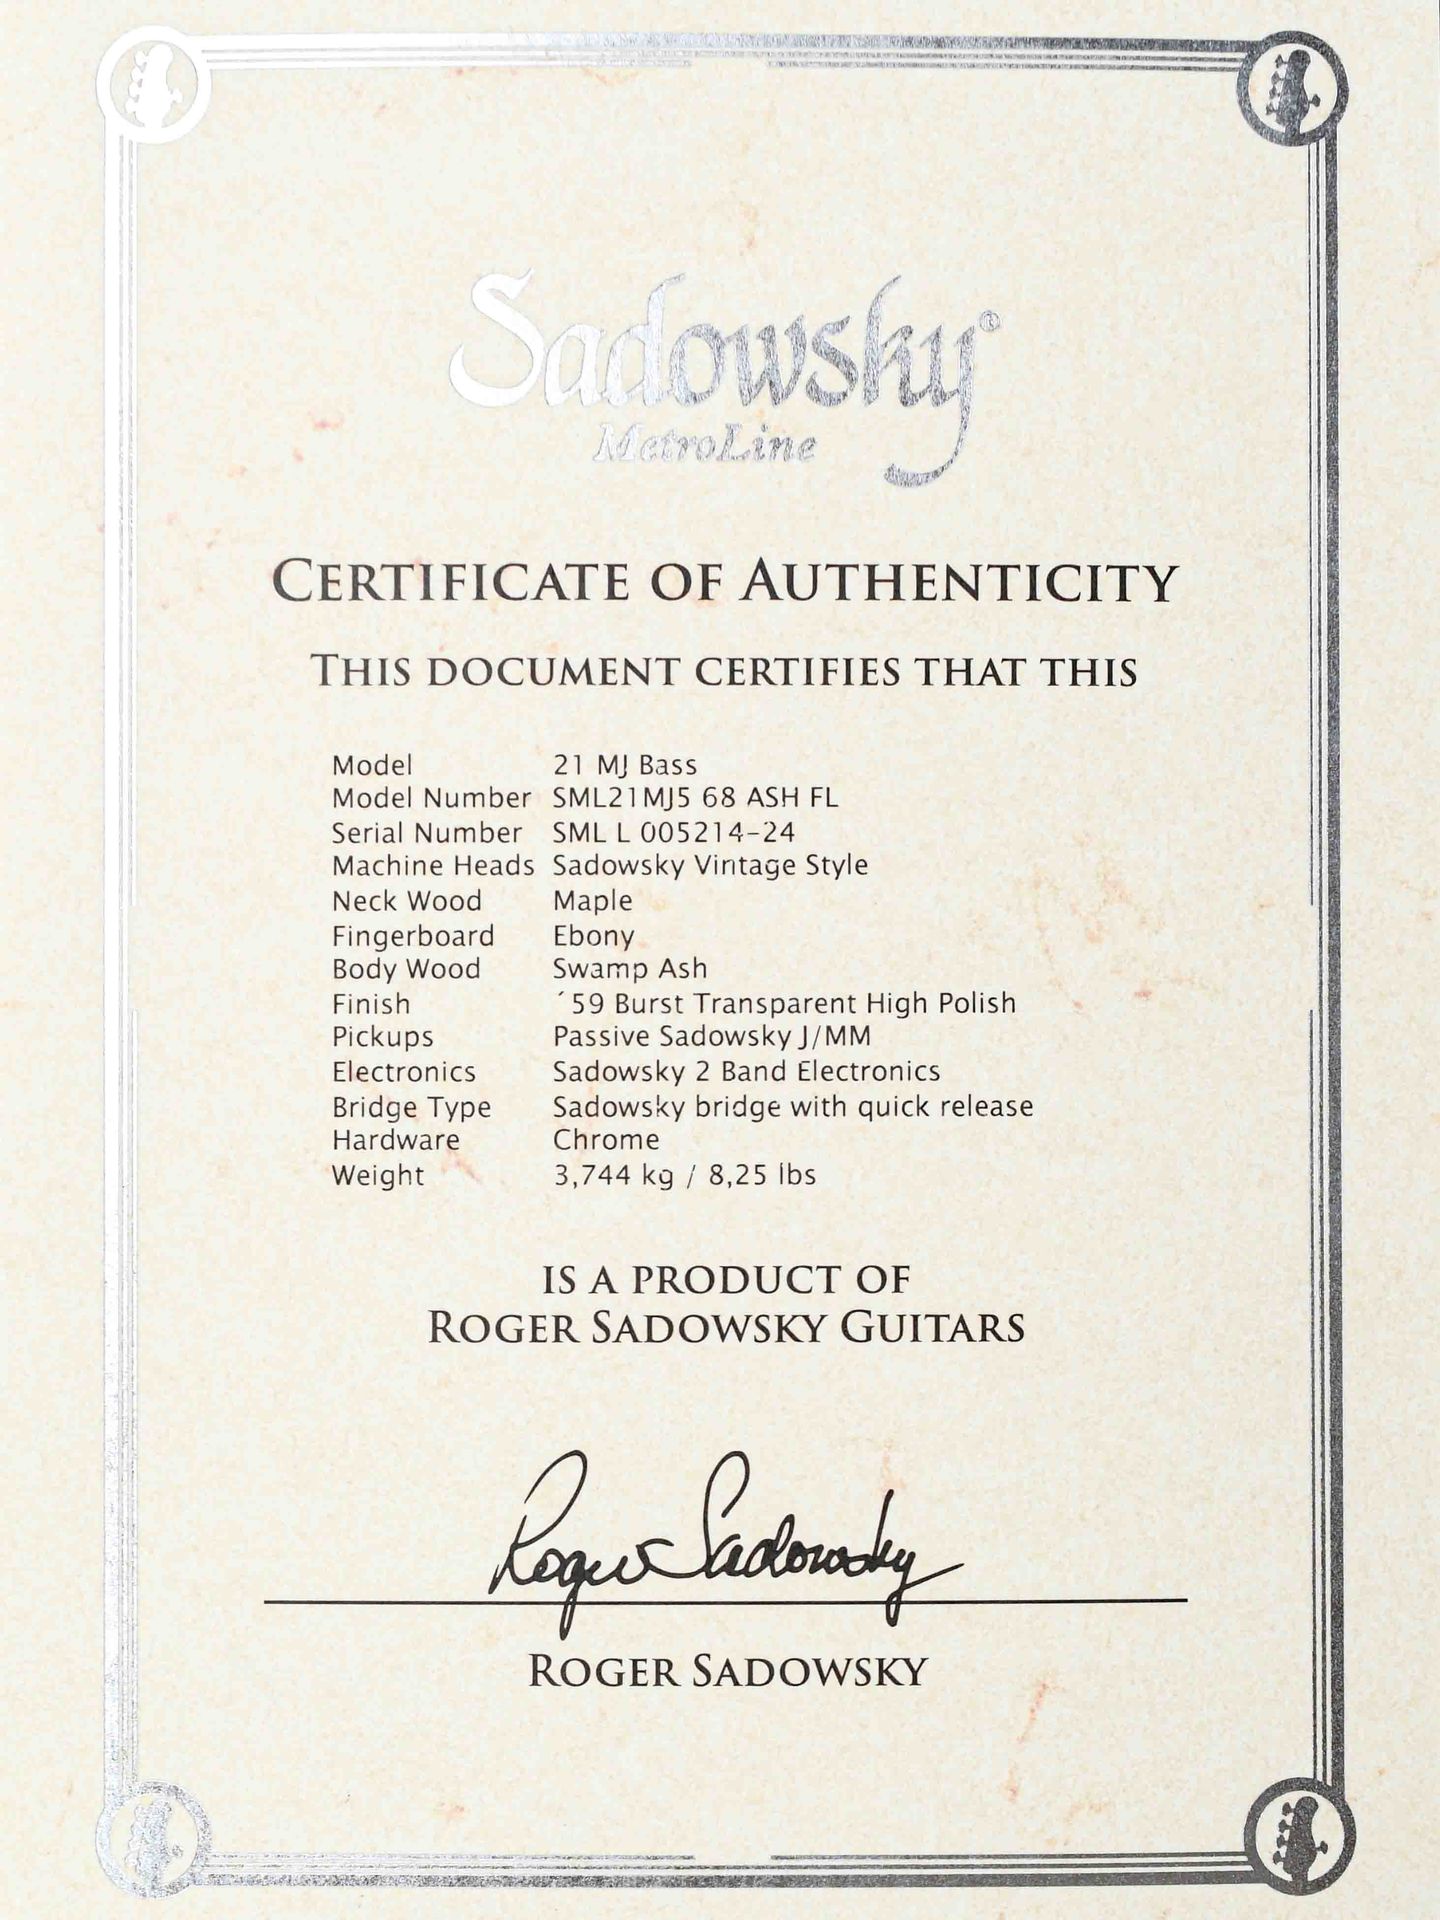 Sadowsky®
MetroLine
CERTIFICATE OF AUTHENTICITY
THIS DOCUMENT CERTIFIES THAT THIS
Model 21 MJ Bass
Model Number SML21MJ5 68 ASH FL
Serial Number SML L 005214-24
Machine Heads Sadowsky Vintage Style
Neck Wood Maple
Fingerboard Ebony
Body Wood Swamp Ash
Finish ´59 Burst Transparent High Polish
Pickups Passive Sadowsky J/MM
Electronics Sadowsky 2 Band Electronics
Bridge Type Sadowsky bridge with quick release
Hardware Chrome
Weight 3,744 kg / 8,25 lbs
IS A PRODUCT OF
ROGER SADOWSKY GUITARS
Roger Sadowsky
ROGER SADOWSKY